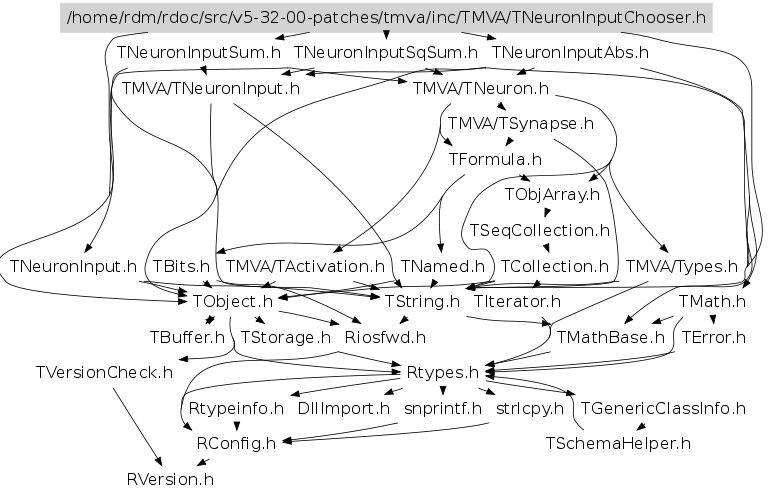 /home/rdm/rdoc/src/v5-32-00-patches/tmva/inc/TMVA/TNeuronInputChooser.h
TNeuronInputSum.h TNeuronInputSqSum.h TNeuronInputAbs.h
TMVA/TNeuronInput.h TMVA/TNeuron.h
TMVA/TSynapse.h
TFormula.h
TObjArray.h
TSeqCollection.h
TNeuronInput.h TBits.h TMVA/TActivation.h TNamed.h TCollection.h TMVA/Types.h
TObject.h TString.h TIterator.h TMath.h
TBuffer.h TStorage.h Riosfwd.h TMathBase.h TError.h
TVersionCheck.h Rtypes.h
Rtypeinfo.h DllImport.h snprintf.h strlcpy.h TGenericClassInfo.h
RConfig.h TSchemaHelper.h
RVersion.h